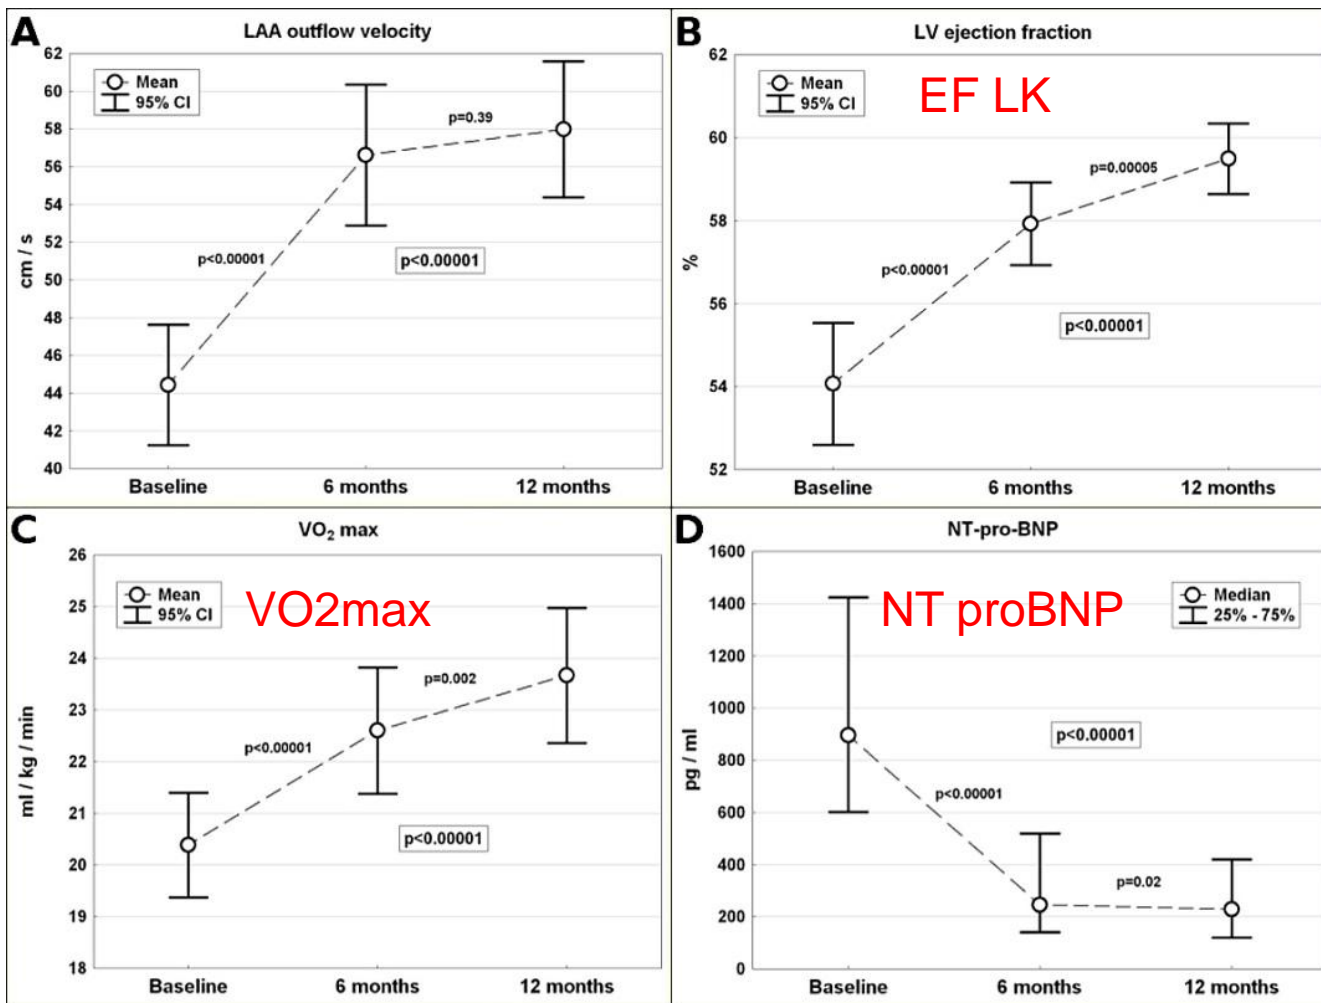 A
LAA outflow velocity
62
60
58
56
54
52
50
48
46
44
42
40
cm / s
Mean
95% CI
p<0.00001
p=0.39
p<0.00001
Baseline
6 months
12 months
B
LV ejection fraction
62
60
58
56
54
52
%
Mean
95% CI
EF LK
p<0.00001
p=0.00005
p<0.00001
Baseline
6 months
12 months
C
VO₂ max
26
25
24
23
22
21
20
19
18
ml / kg / min
Mean
95% CI
VO2max
p<0.00001
p=0.002
p<0.00001
Baseline
6 months
12 months
D
NT-pro-BNP
1600
1400
1200
1000
800
600
400
200
0
pg / ml
NT proBNP
Median
25% - 75%
p<0.00001
p<0.00001
p=0.02
Baseline
6 months
12 months